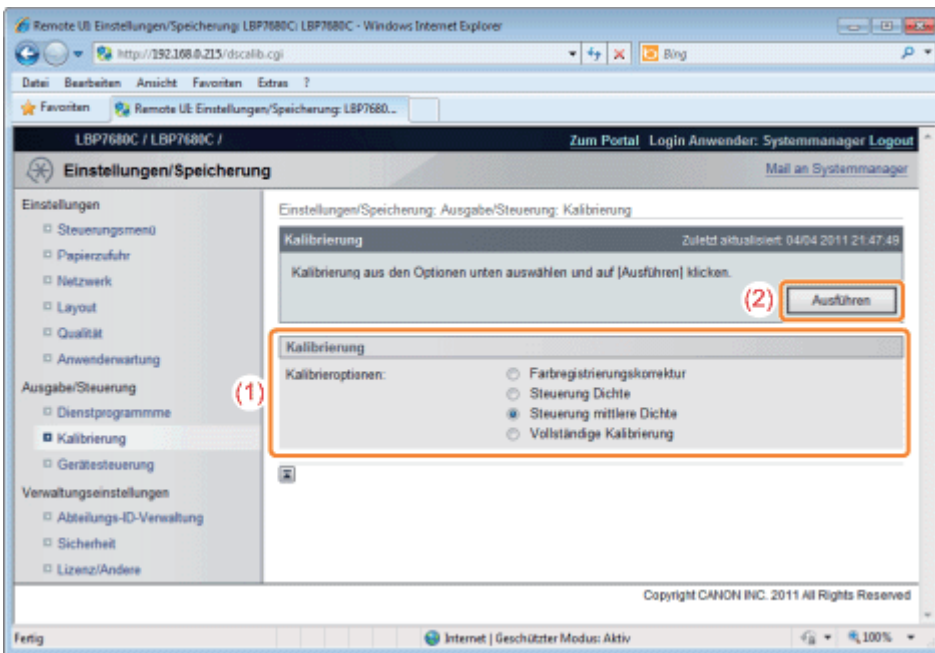 Remote UI: Einstellungen/Speicherung: LBP7680C: LBP7680C - Windows Internet Explorer
http://192.168.0.215/dscalib.cgi
Bing
Datei Bearbeiten Ansicht Favoriten Extras ?
Favoriten Remote UI: Einstellungen/Speicherung: LBP7680...
LBP7680C / LBP7680C / Zum Portal Login Anwender: Systemmanager Logout
Einstellungen/Speicherung Mail an Systemmanager
Einstellungen
Steuerungsmenü
Papierzufuhr
Netzwerk
Layout
Qualität
Anwenderwartung
Ausgabe/Steuerung
Dienstprogrammme
Kalibrierung
Gerätesteuerung
Verwaltungseinstellungen
Abteilungs-ID-Verwaltung
Sicherheit
Lizenz/Andere
Einstellungen/Speicherung: Ausgabe/Steuerung: Kalibrierung
Kalibrierung Zuletzt aktualisiert: 04/04 2011 21:47:49
Kalibrierung aus den Optionen unten auswählen und auf [Ausführen] klicken.
(2) Ausführen
(1)
Kalibrierung
Kalibrieroptionen: Farbregistrierungskorrektur
Steuerung Dichte
Steuerung mittlere Dichte
Vollständige Kalibrierung
Copyright CANON INC. 2011 All Rights Reserved
Fertig Internet | Geschützter Modus: Aktiv 100%